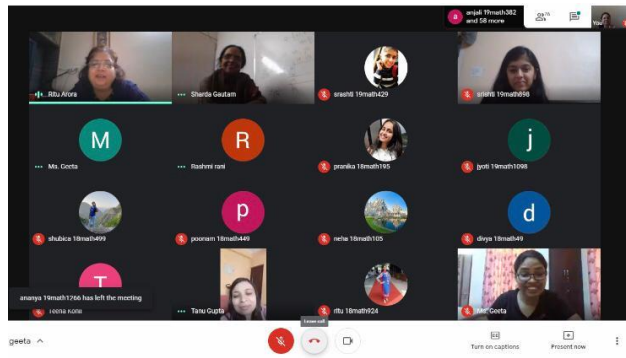 a
anjali 19math382
and 58 more
76
You
Ritu Arora
Sharda Gautam
srashti 19math429
srishti 19math898
M
R
j
Ms. Geeta
Rashmi rani
pranika 18math195
jyoti 19math1098
p
d
shubica 18math499
poonam 18math449
neha 18math105
divya 18math49
T
ananya 19math1266 has left the meeting
Teena Kohli
Tanu Gupta
ritu 18math924
Ms. Geeta
Leave call
geeta
Turn on captions
Present now